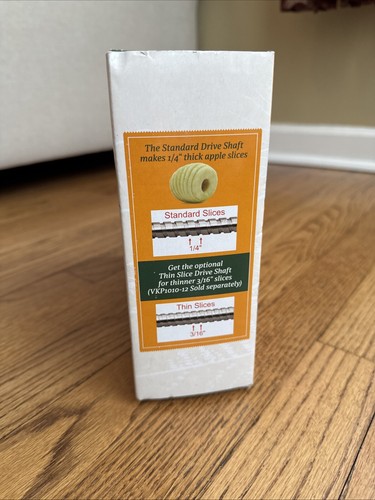 The Standard Drive Shaft
makes 1/4" thick apple slices
Standard Slices
1/4"
Get the optional
Thin Slice Drive Shaft
for thinner 3/16" slices
(VKP1010-12 Sold separately)
Thin Slices
3/16"